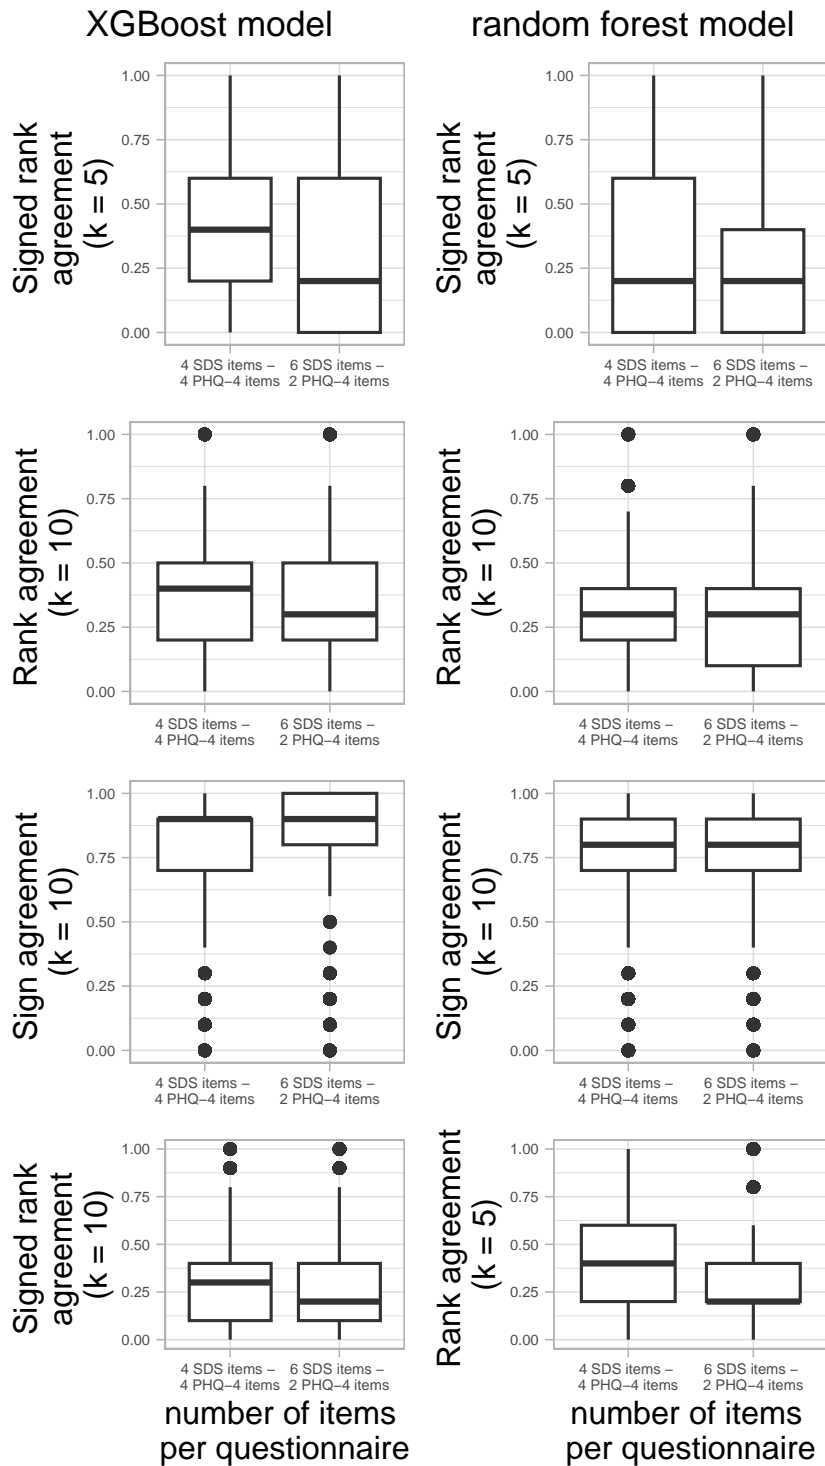 XGBoost model
random forest model
Signed rank
agreement
(k = 5)
1.00
0.75
0.50
0.25
0.00
4 SDS items –
4 PHQ−4 items
6 SDS items –
2 PHQ−4 items
Signed rank
agreement
(k = 5)
1.00
0.75
0.50
0.25
0.00
4 SDS items –
4 PHQ−4 items
6 SDS items –
2 PHQ−4 items
Rank agreement
(k = 10)
1.00
0.75
0.50
0.25
0.00
4 SDS items –
4 PHQ−4 items
6 SDS items –
2 PHQ−4 items
Rank agreement
(k = 10)
1.00
0.75
0.50
0.25
0.00
4 SDS items –
4 PHQ−4 items
6 SDS items –
2 PHQ−4 items
Sign agreement
(k = 10)
1.00
0.75
0.50
0.25
0.00
4 SDS items –
4 PHQ−4 items
6 SDS items –
2 PHQ−4 items
Sign agreement
(k = 10)
1.00
0.75
0.50
0.25
0.00
4 SDS items –
4 PHQ−4 items
6 SDS items –
2 PHQ−4 items
Signed rank
agreement
(k = 10)
1.00
0.75
0.50
0.25
0.00
4 SDS items –
4 PHQ−4 items
6 SDS items –
2 PHQ−4 items
number of items
per questionnaire
Rank agreement
(k = 5)
1.00
0.75
0.50
0.25
0.00
4 SDS items –
4 PHQ−4 items
6 SDS items –
2 PHQ−4 items
number of items
per questionnaire